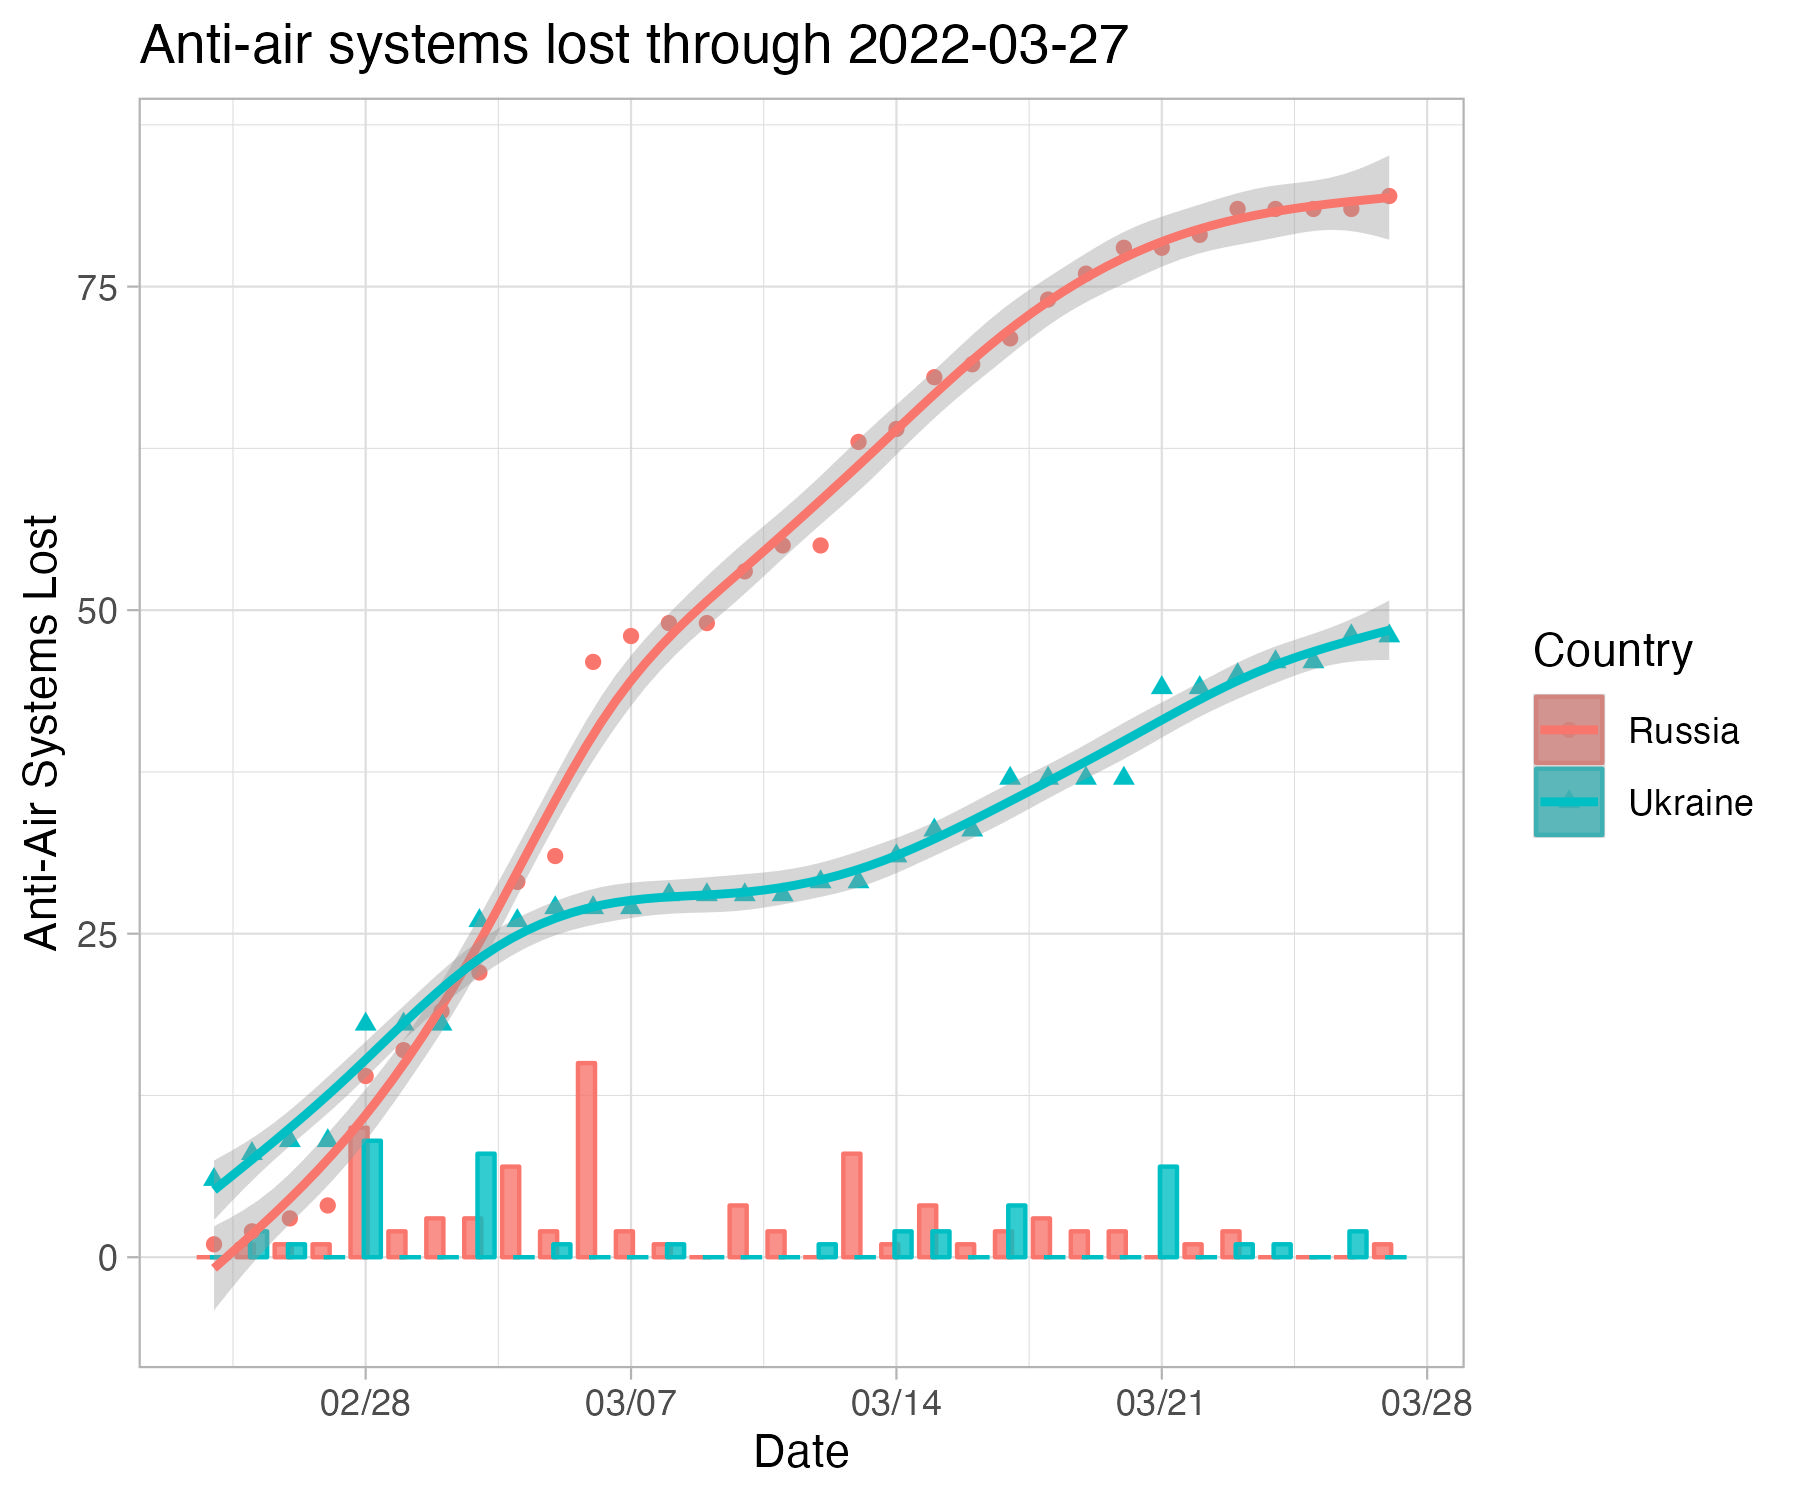 Anti-air systems lost through 2022-03-27
Anti-Air Systems Lost
75
50
25
0
02/28 03/07 03/14 03/21 03/28
Date
Country
Russia
Ukraine